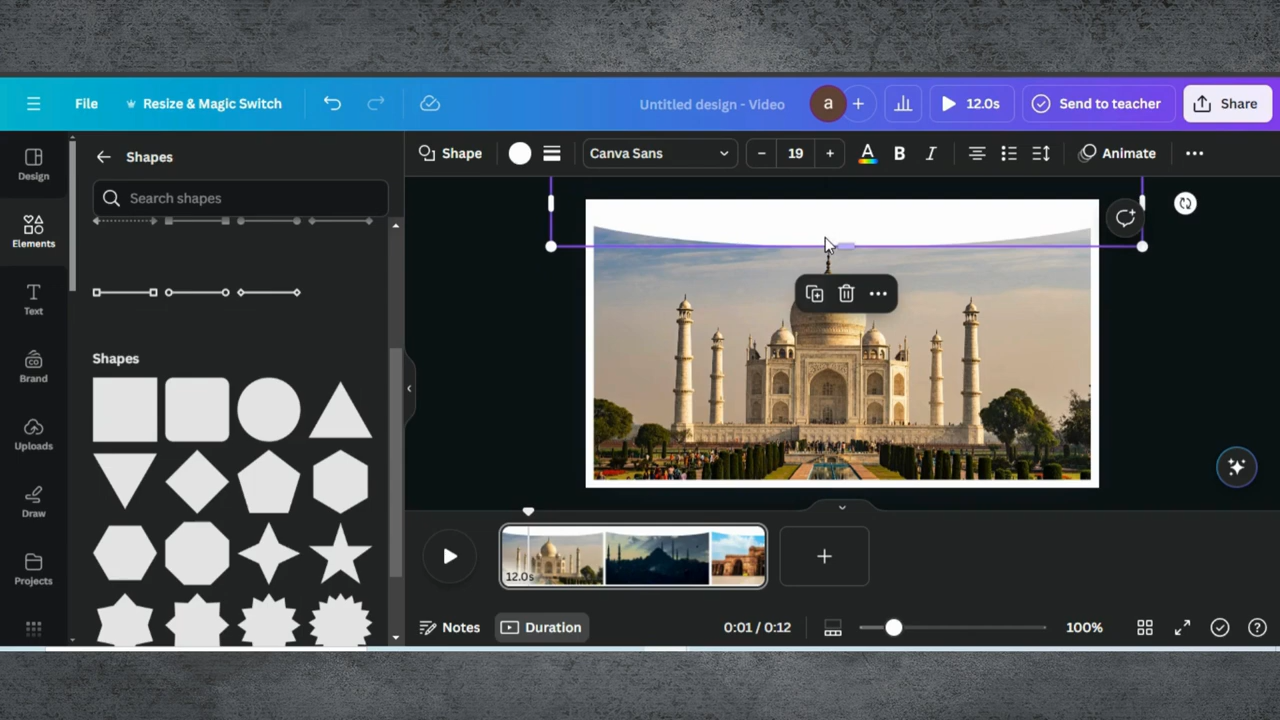 File
Resize & Magic Switch
Untitled design - Video
a
+
12.0s
Send to teacher
Share
Design
Elements
Text
Brand
Uploads
Draw
Projects
Shapes
Search shapes
Shapes
Shape
Canva Sans
– 19 +
A
B
I
Animate
12.0s
Notes
Duration
0:01 / 0:12
100%